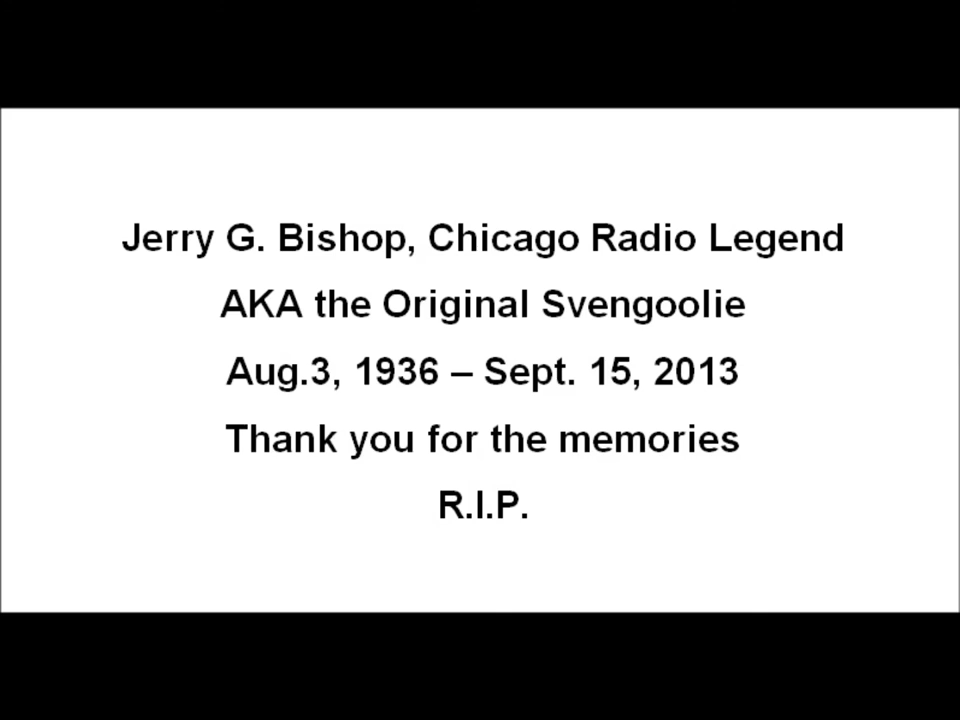 Jerry G. Bishop, Chicago Radio Legend
AKA the Original Svengoolie
Aug.3, 1936 – Sept. 15, 2013
Thank you for the memories
R.I.P.